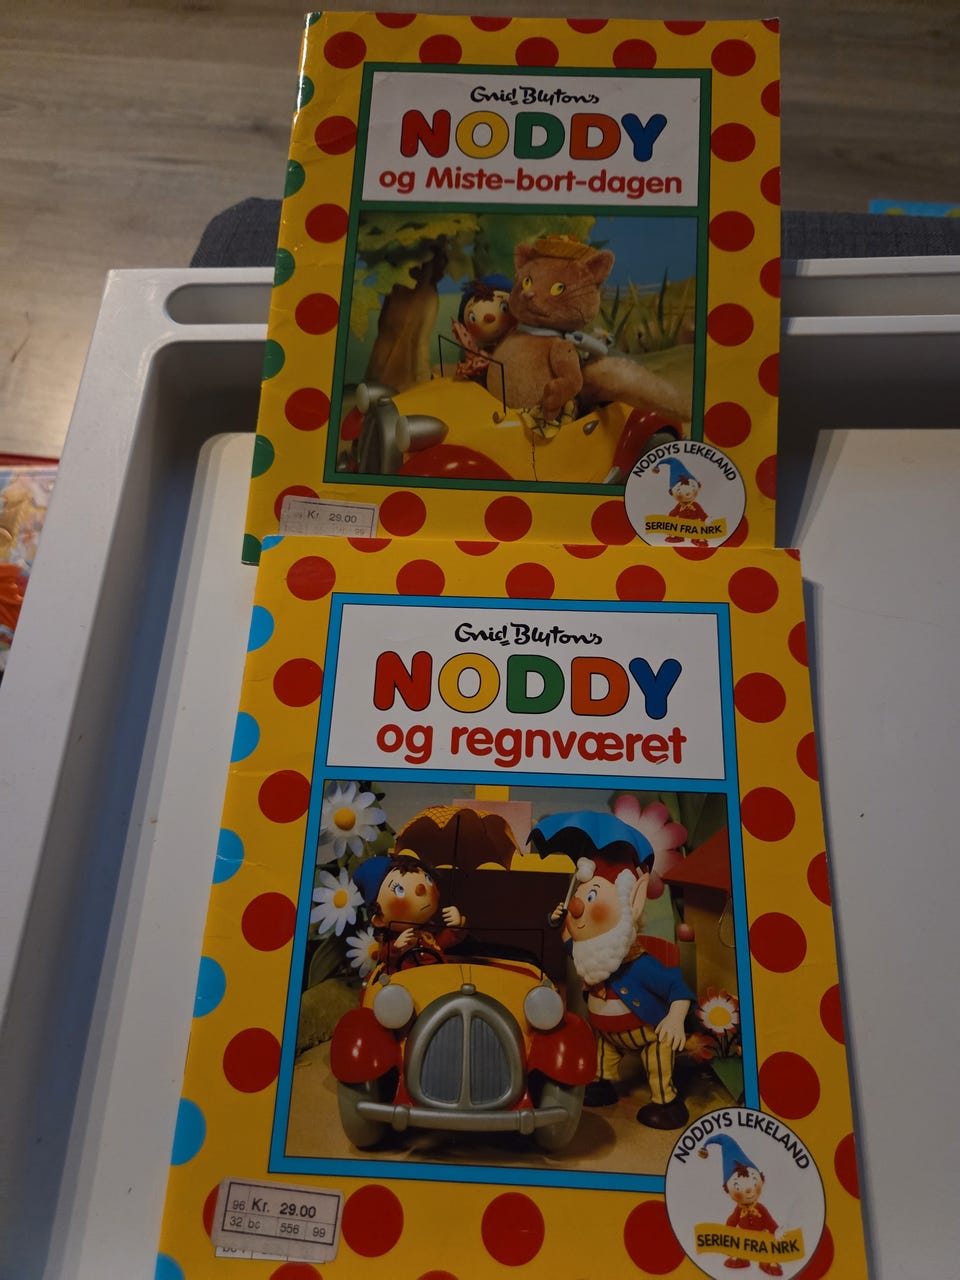 Enid Blyton's
NODDY
og Miste-bort-dagen
NODDYS LEKELAND
SERIEN FRA NRK
Kr. 29.00
99
Enid Blyton's
NODDY
og regnværet
NODDYS LEKELAND
SERIEN FRA NRK
96 Kr. 29.00
32 bc 556 99